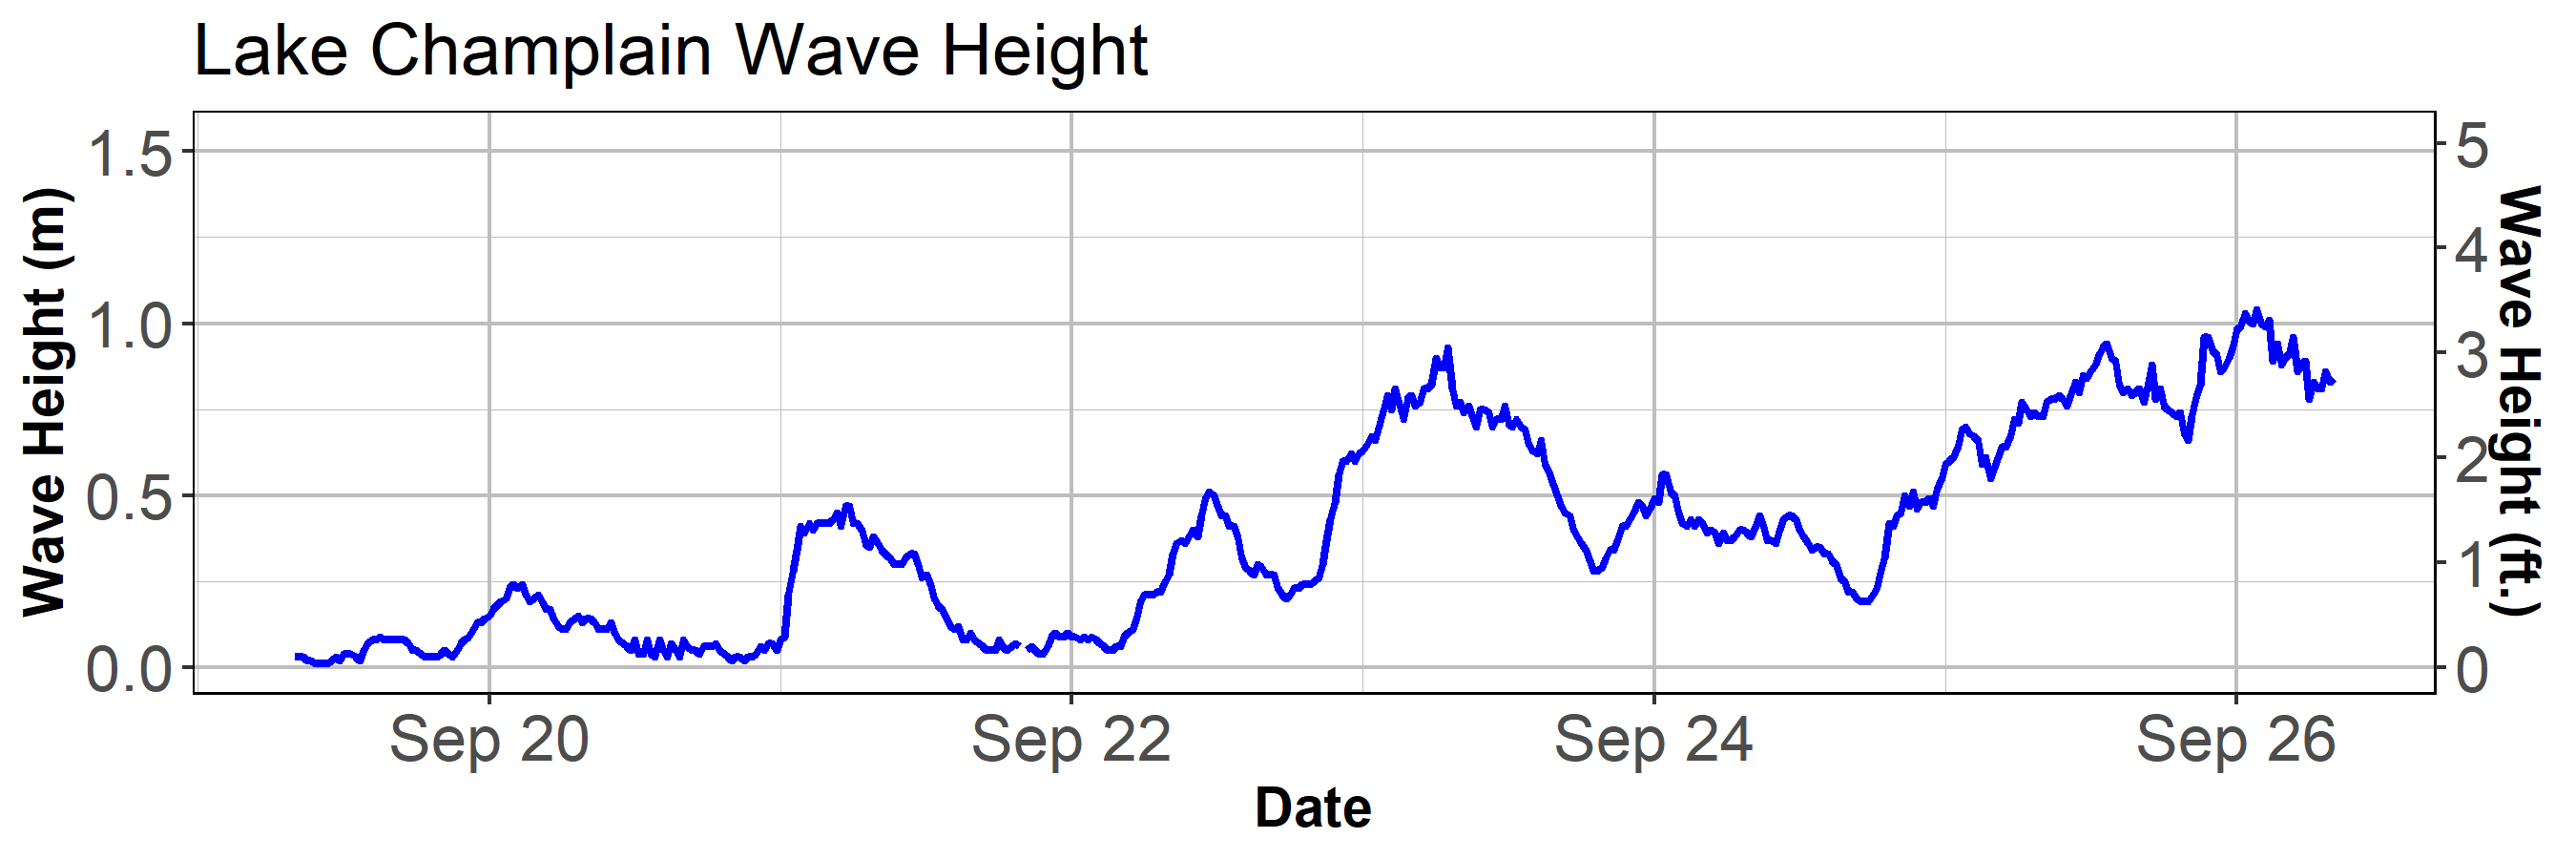 Lake Champlain Wave Height
Wave Height (m)
1.5
1.0
0.5
0.0
5
4
3
2
1
0
Wave Height (ft.)
Sep 20
Sep 22
Sep 24
Sep 26
Date